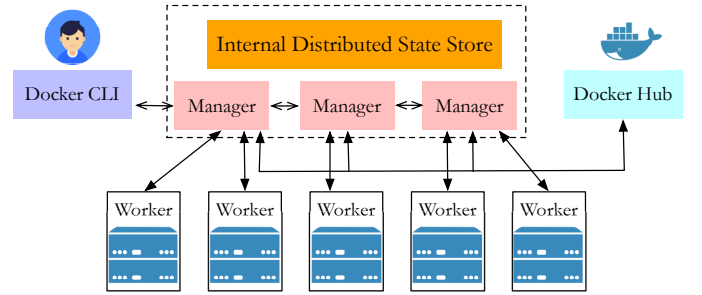 Internal Distributed State Store
Docker CLI
Manager
Manager
Manager
Docker Hub
Worker
Worker
Worker
Worker
Worker